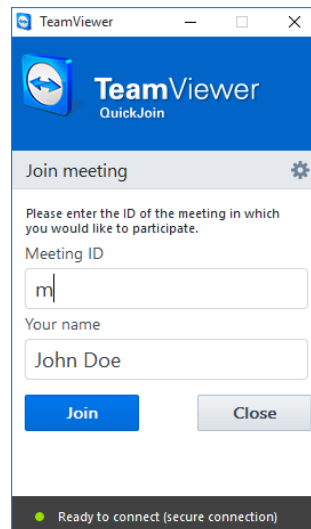 TeamViewer
TeamViewer
QuickJoin
Join meeting
Please enter the ID of the meeting in which
you would like to participate.
Meeting ID
m
Your name
John Doe
Join Close
Ready to connect (secure connection)